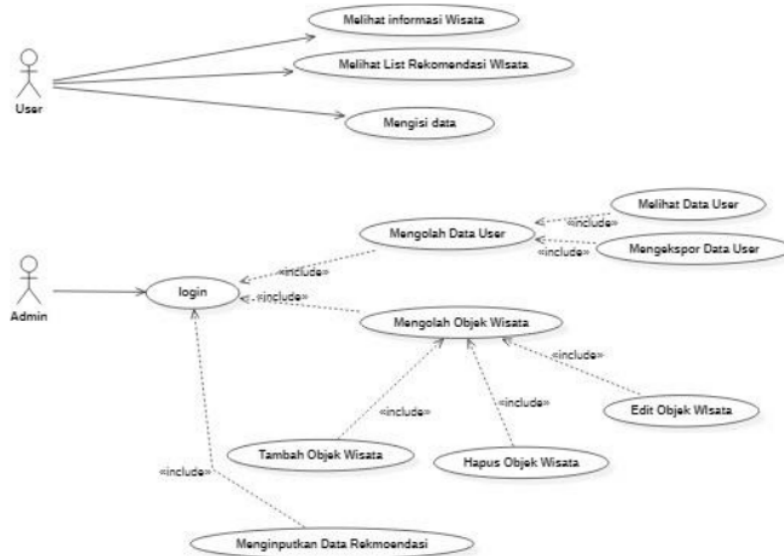 Melihat informasi Wisata
Melihat List Rekomendasi WIsata
User
Mengisi data
Melihat Data User
«include»
Mengolah Data User
Mengekspor Data User
«include»
«include»
login
«include»
Admin
Mengolah Objek Wisata
«include»
«include»
«include»
Edit Objek WIsata
Tambah Objek Wisata
Hapus Objek Wisata
«include»
Menginputkan Data Rekmoendasi